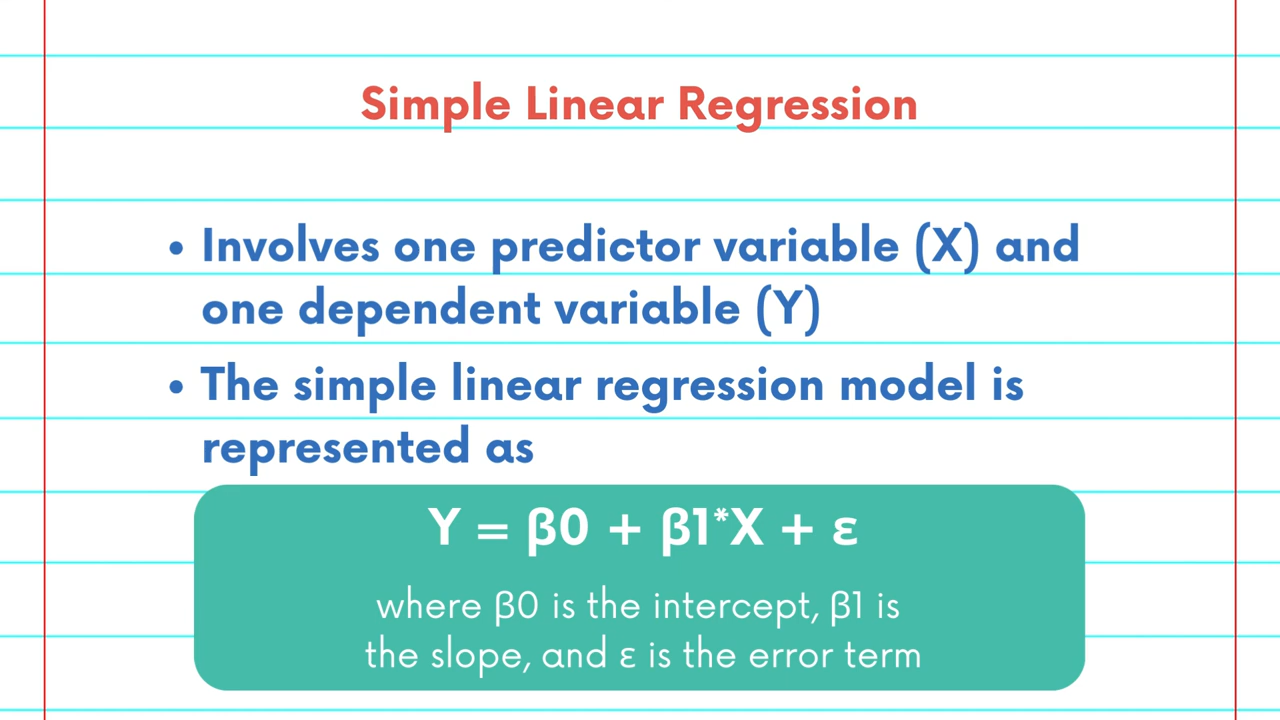 Simple Linear Regression
• Involves one predictor variable (X) and
one dependent variable (Y)
• The simple linear regression model is
represented as
Y = β0 + β1*X + ε
where β0 is the intercept, β1 is
the slope, and ε is the error term